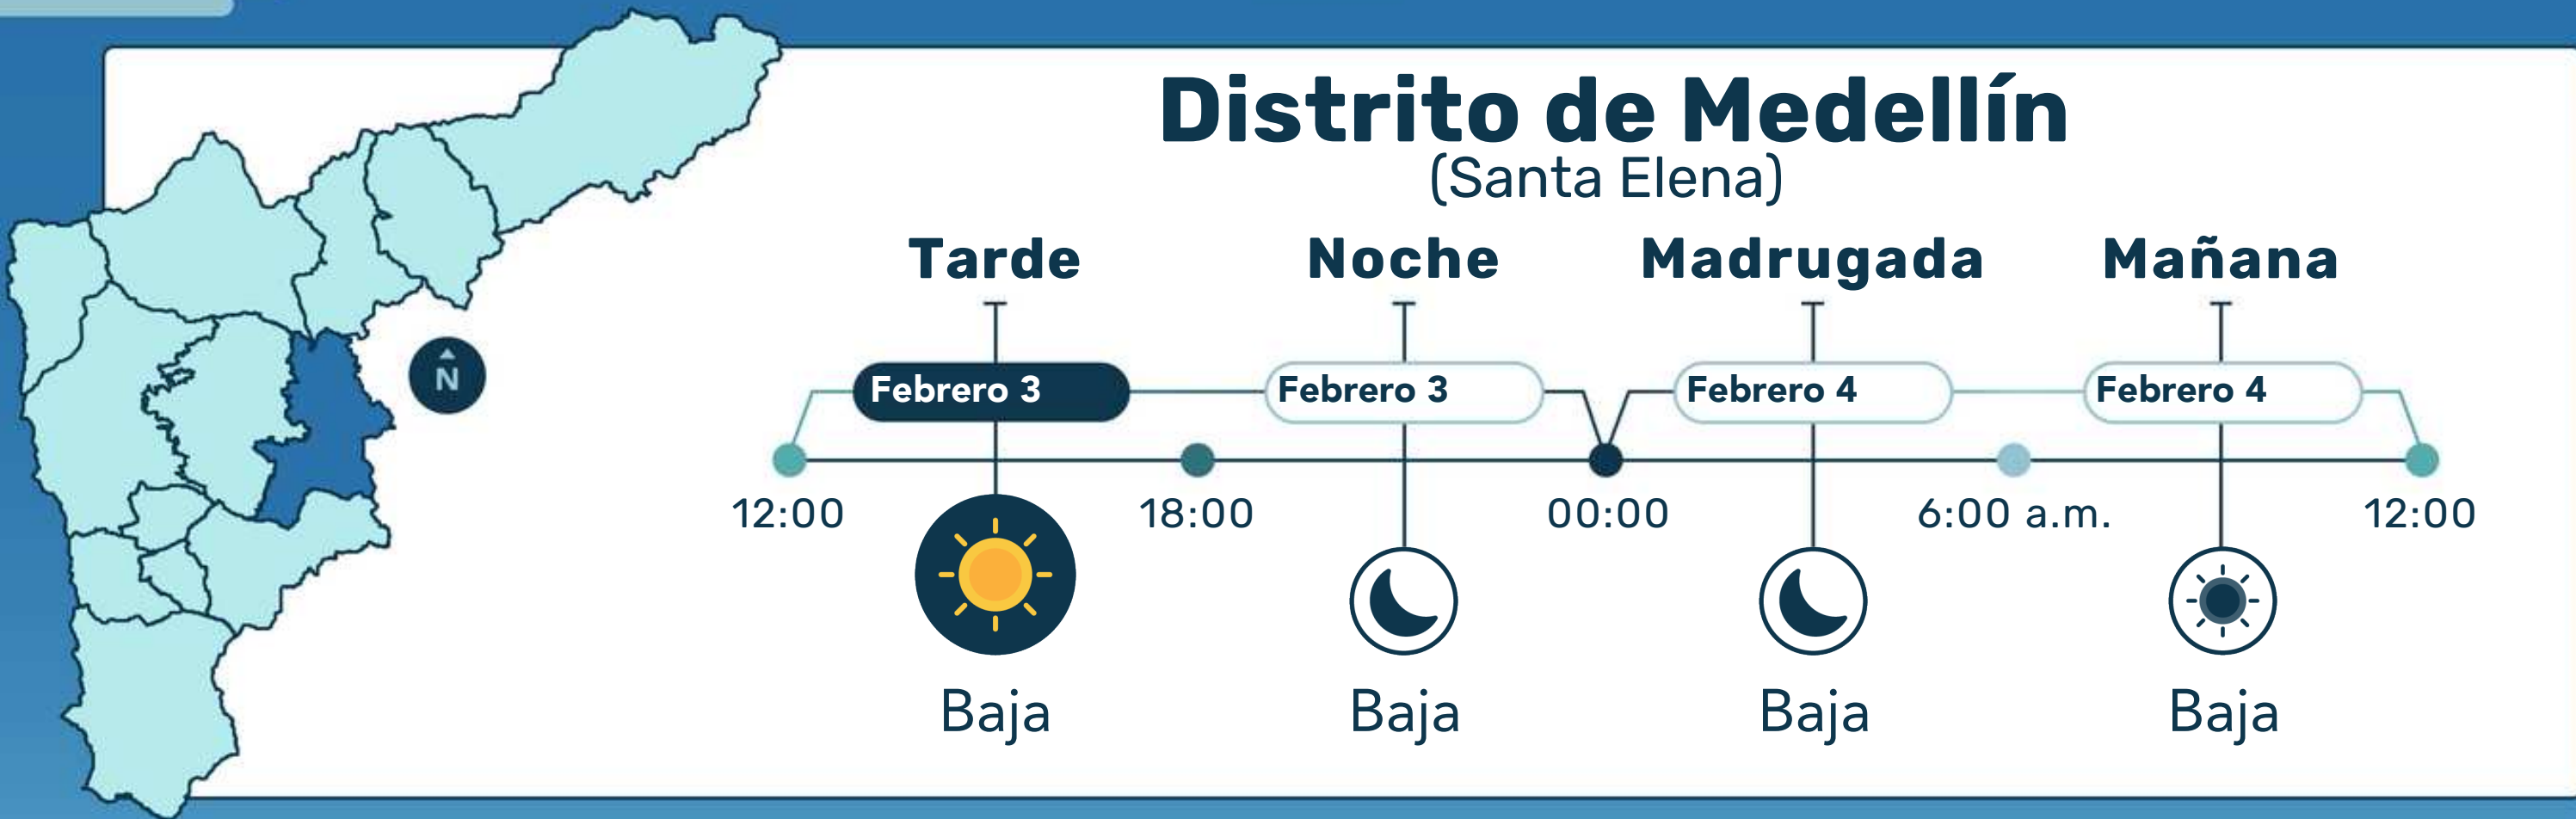 Distrito de Medellín
(Santa Elena)
Tarde Noche Madrugada Mañana
N
Febrero 3 Febrero 3 Febrero 4 Febrero 4
12:00 18:00 00:00 6:00 a.m. 12:00
Baja Baja Baja Baja